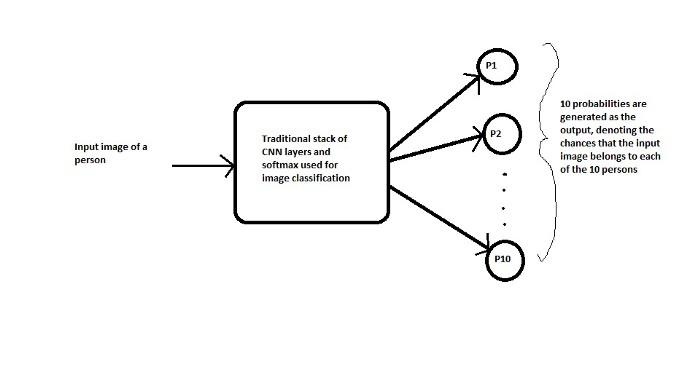 Input image of a
person
Traditional stack of
CNN layers and
softmax used for
image classification
P1
P2
P10
10 probabilities are
generated as the
output, denoting the
chances that the input
image belongs to each
of the 10 persons